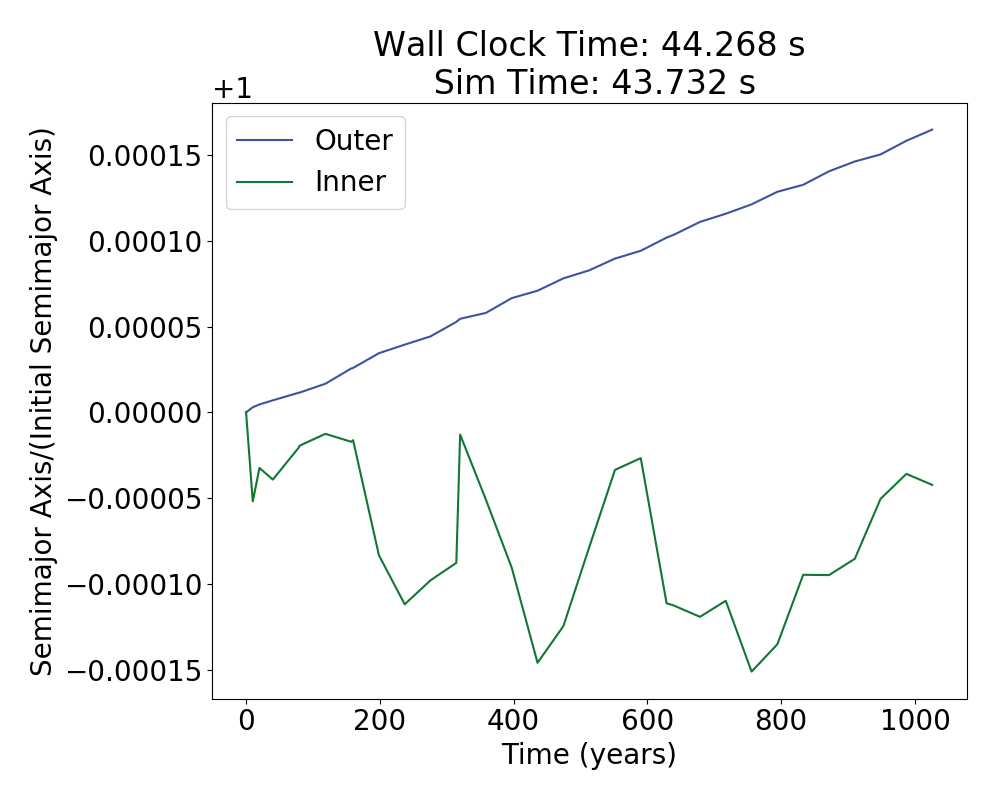 Wall Clock Time: 44.268 s
Sim Time: 43.732 s
+1
Outer
Inner
0.00015
0.00010
0.00005
0.00000
−0.00005
−0.00010
−0.00015
Semimajor Axis/(Initial Semimajor Axis)
0
200
400
600
800
1000
Time (years)